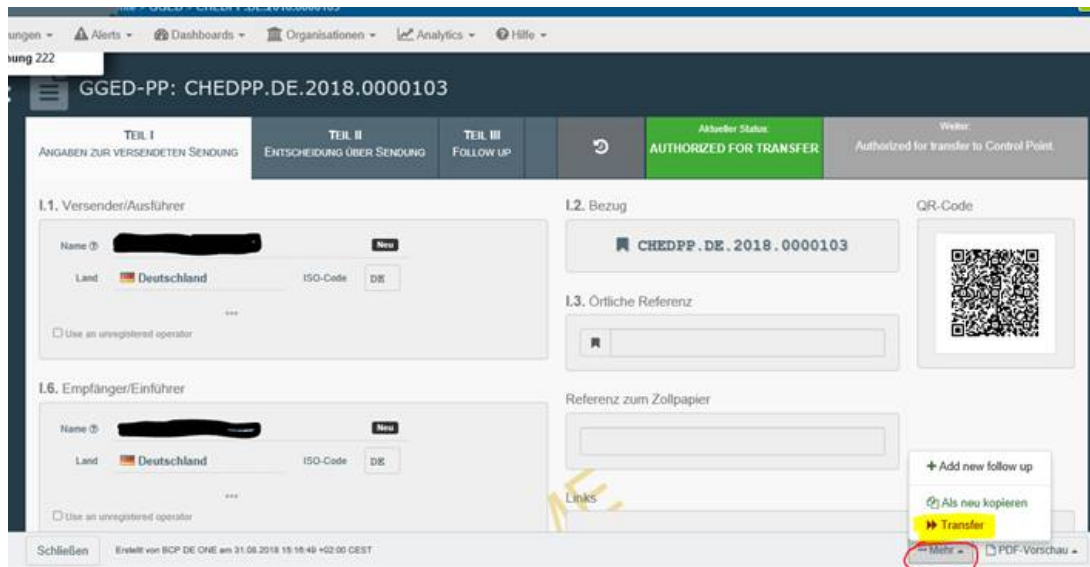 GGED > CHEDPP.DE.2018.0000103
ungen Alerts Dashboards Organisationen Analytics Hilfe
ung 222
GGED-PP: CHEDPP.DE.2018.0000103
TEIL I
ANGABEN ZUR VERSENDETEN SENDUNG
TEIL II
ENTSCHEIDUNG ÜBER SENDUNG
TEIL III
FOLLOW UP
Aktueller Status:
AUTHORIZED FOR TRANSFER
Weiter:
Authorized for transfer to Control Point.
I.1. Versender/Ausführer
Name
Neu
Land Deutschland ISO-Code DE
...
Use an unregistered operator
I.2. Bezug
CHEDPP.DE.2018.0000103
QR-Code
I.3. Örtliche Referenz
I.6. Empfänger/Einführer
Name
Neu
Land Deutschland ISO-Code DE
...
Use an unregistered operator
Referenz zum Zollpapier
Links
+ Add new follow up
Als neu kopieren
Transfer
Schließen Erstellt von BCP DE ONE am 31.08.2018 15:16:49 +02:00 CEST Mehr PDF-Vorschau